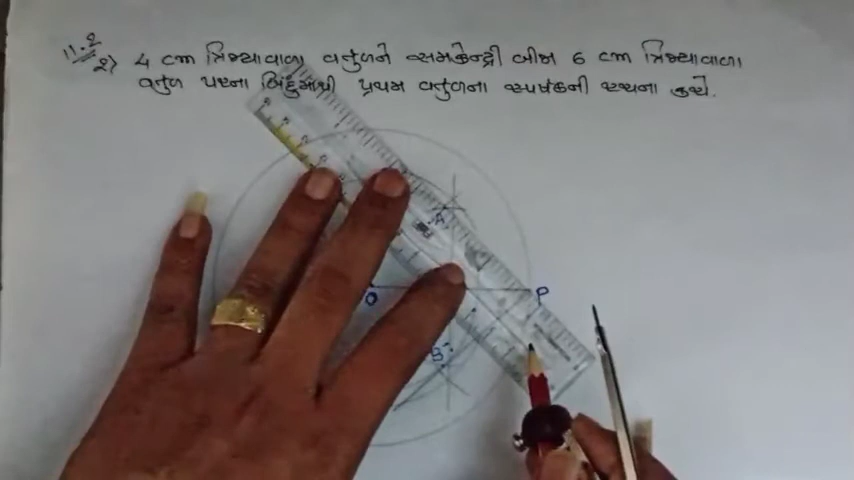 11.2
2) 4 cm ત્રિજ્યાવાળા વર્તુળને સમકેન્દ્રી બીજા 6 cm ત્રિજ્યાવાળા
વર્તુળ પરના બિંદુમાંથી પ્રથમ વર્તુળના સ્પર્શકની રચના કરો.
A
O P
B